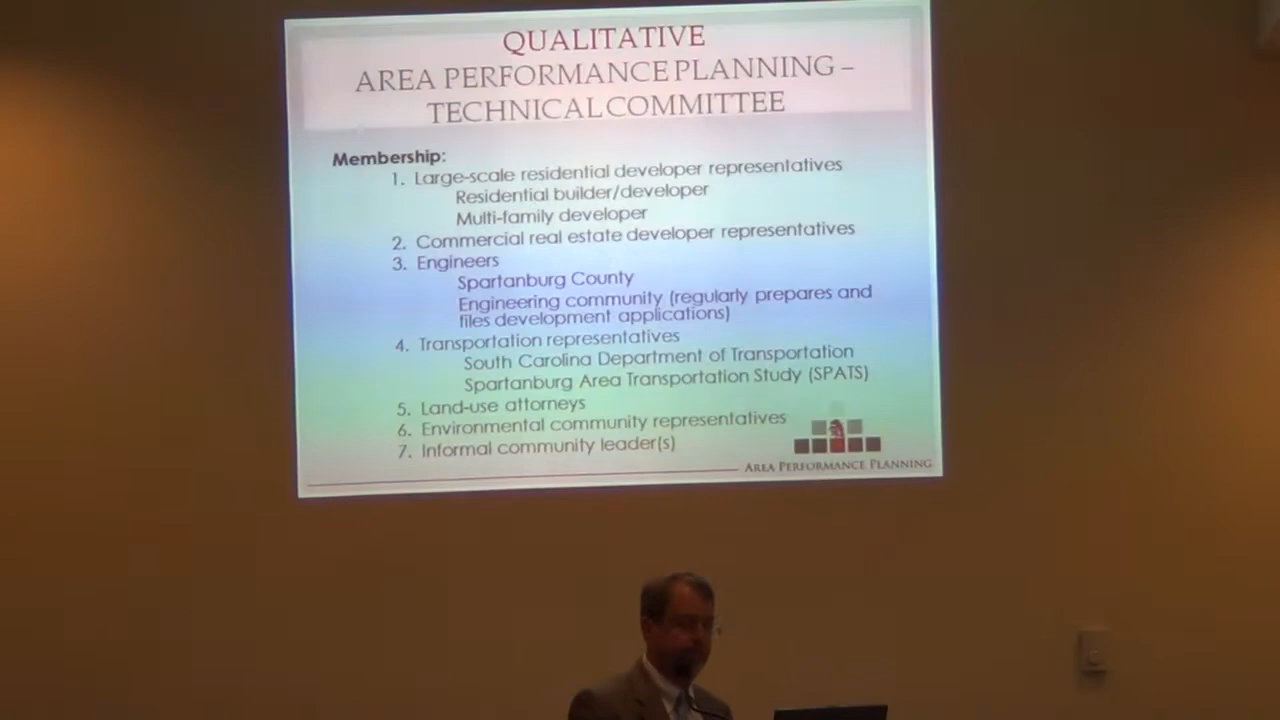 QUALITATIVE
AREA PERFORMANCE PLANNING –
TECHNICAL COMMITTEE
Membership:
1. Large-scale residential developer representatives
Residential builder/developer
Multi-family developer
2. Commercial real estate developer representatives
3. Engineers
Spartanburg County
Engineering community (regularly prepares and
files development applications)
4. Transportation representatives
South Carolina Department of Transportation
Spartanburg Area Transportation Study (SPATS)
5. Land-use attorneys
6. Environmental community representatives
7. Informal community leader(s)
AREA PERFORMANCE PLANNING